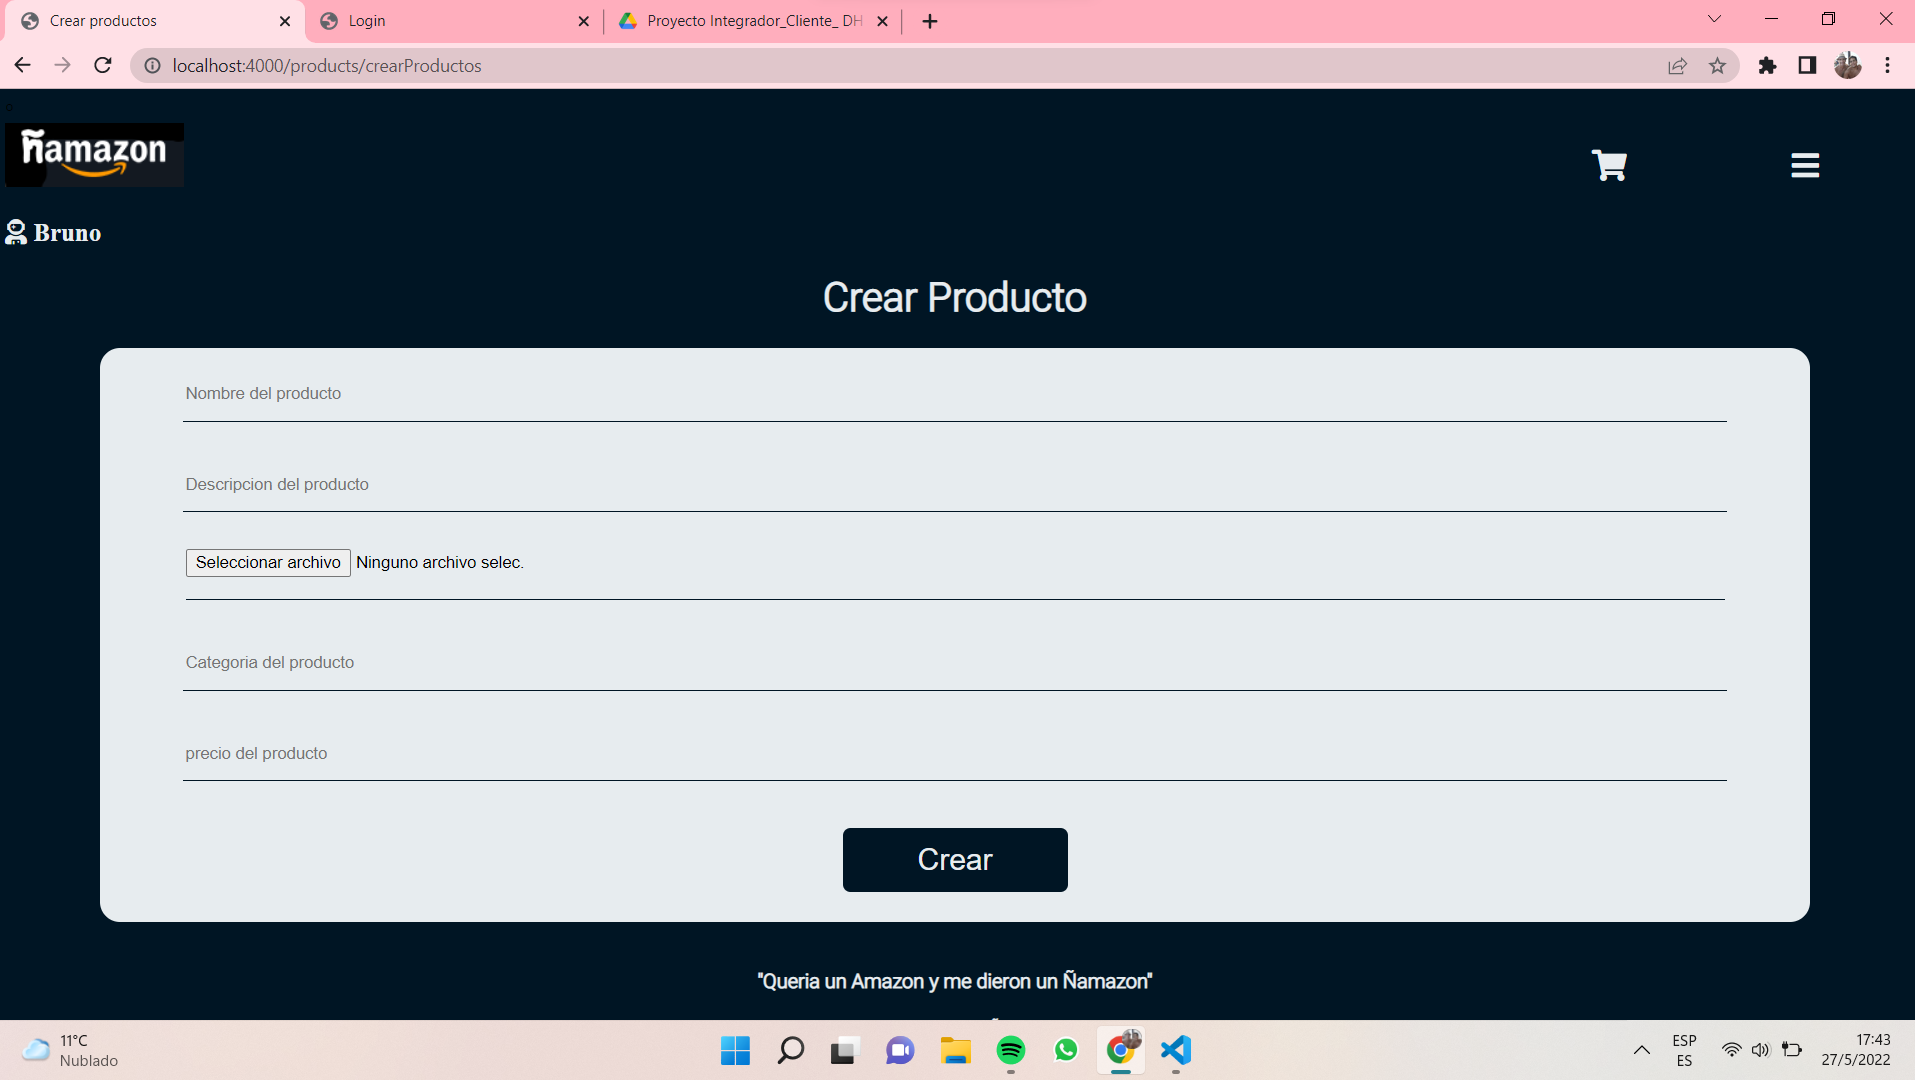 Crear productos
Login
Proyecto Integrador_Cliente_ DH
localhost:4000/products/crearProductos
Ñamazon
Bruno
Crear Producto
Nombre del producto
Descripcion del producto
Seleccionar archivo Ninguno archivo selec.
Categoria del producto
precio del producto
Crear
"Queria un Amazon y me dieron un Ñamazon"
11°C
Nublado
ESP
ES
17:43
27/5/2022